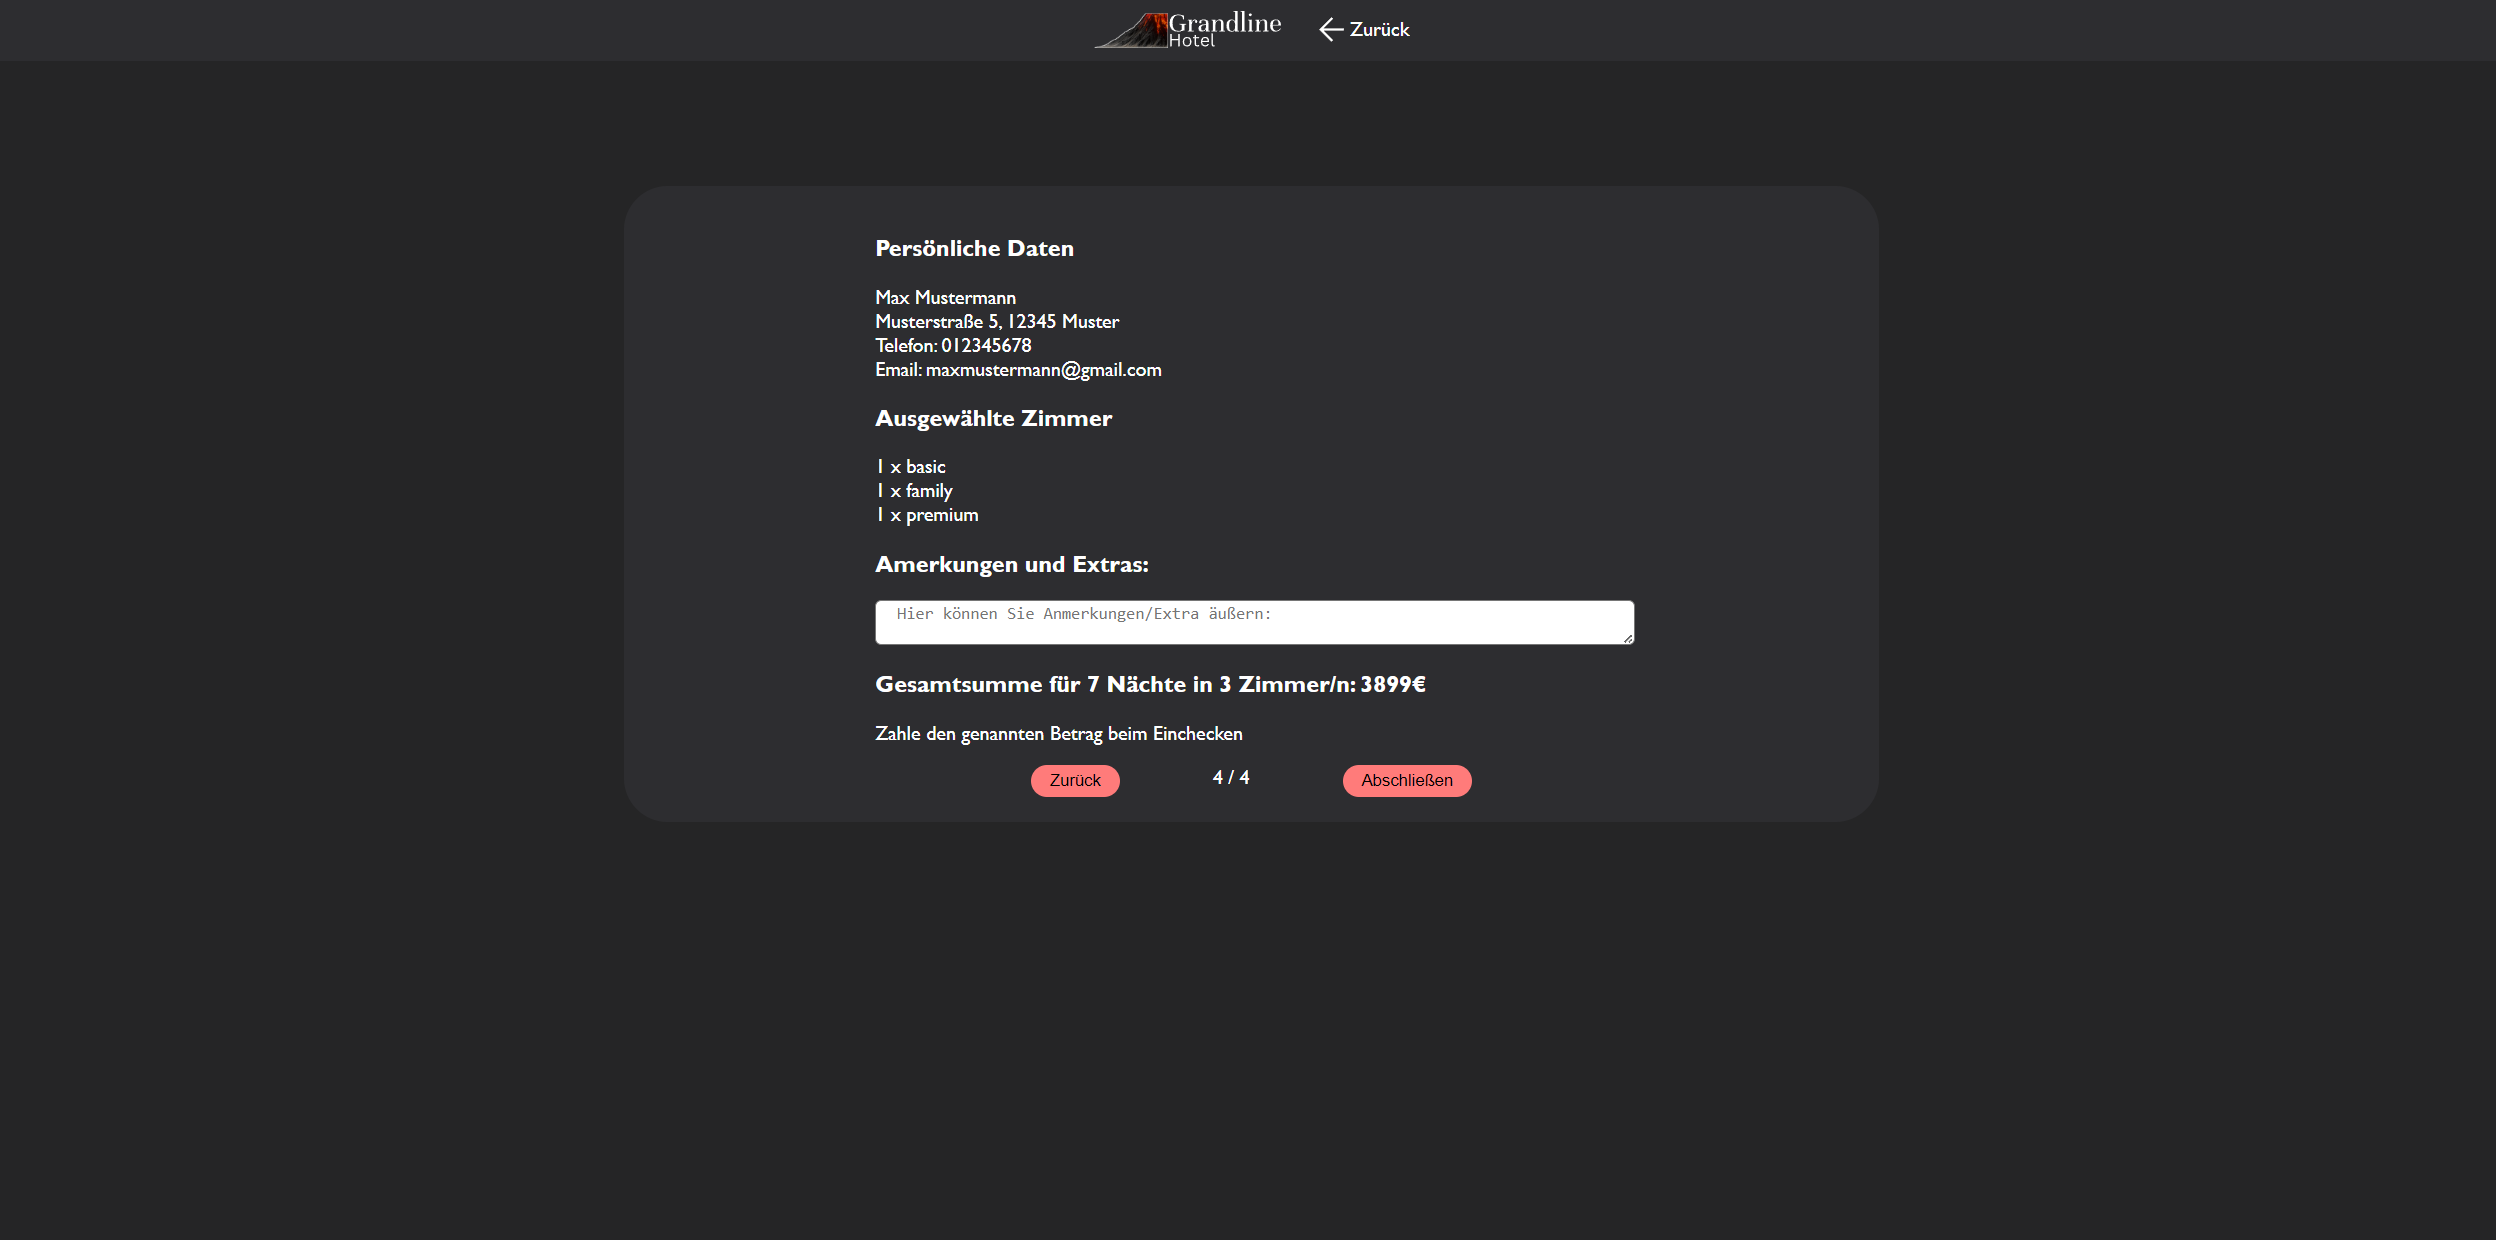 Grandline
Hotel
Zurück
Persönliche Daten
Max Mustermann
Musterstraße 5, 12345 Muster
Telefon: 012345678
Email: maxmustermann@gmail.com
Ausgewählte Zimmer
1 x basic
1 x family
1 x premium
Amerkungen und Extras:
Hier können Sie Anmerkungen/Extra äußern:
Gesamtsumme für 7 Nächte in 3 Zimmer/n: 3899€
Zahle den genannten Betrag beim Einchecken
Zurück 4 / 4 Abschließen